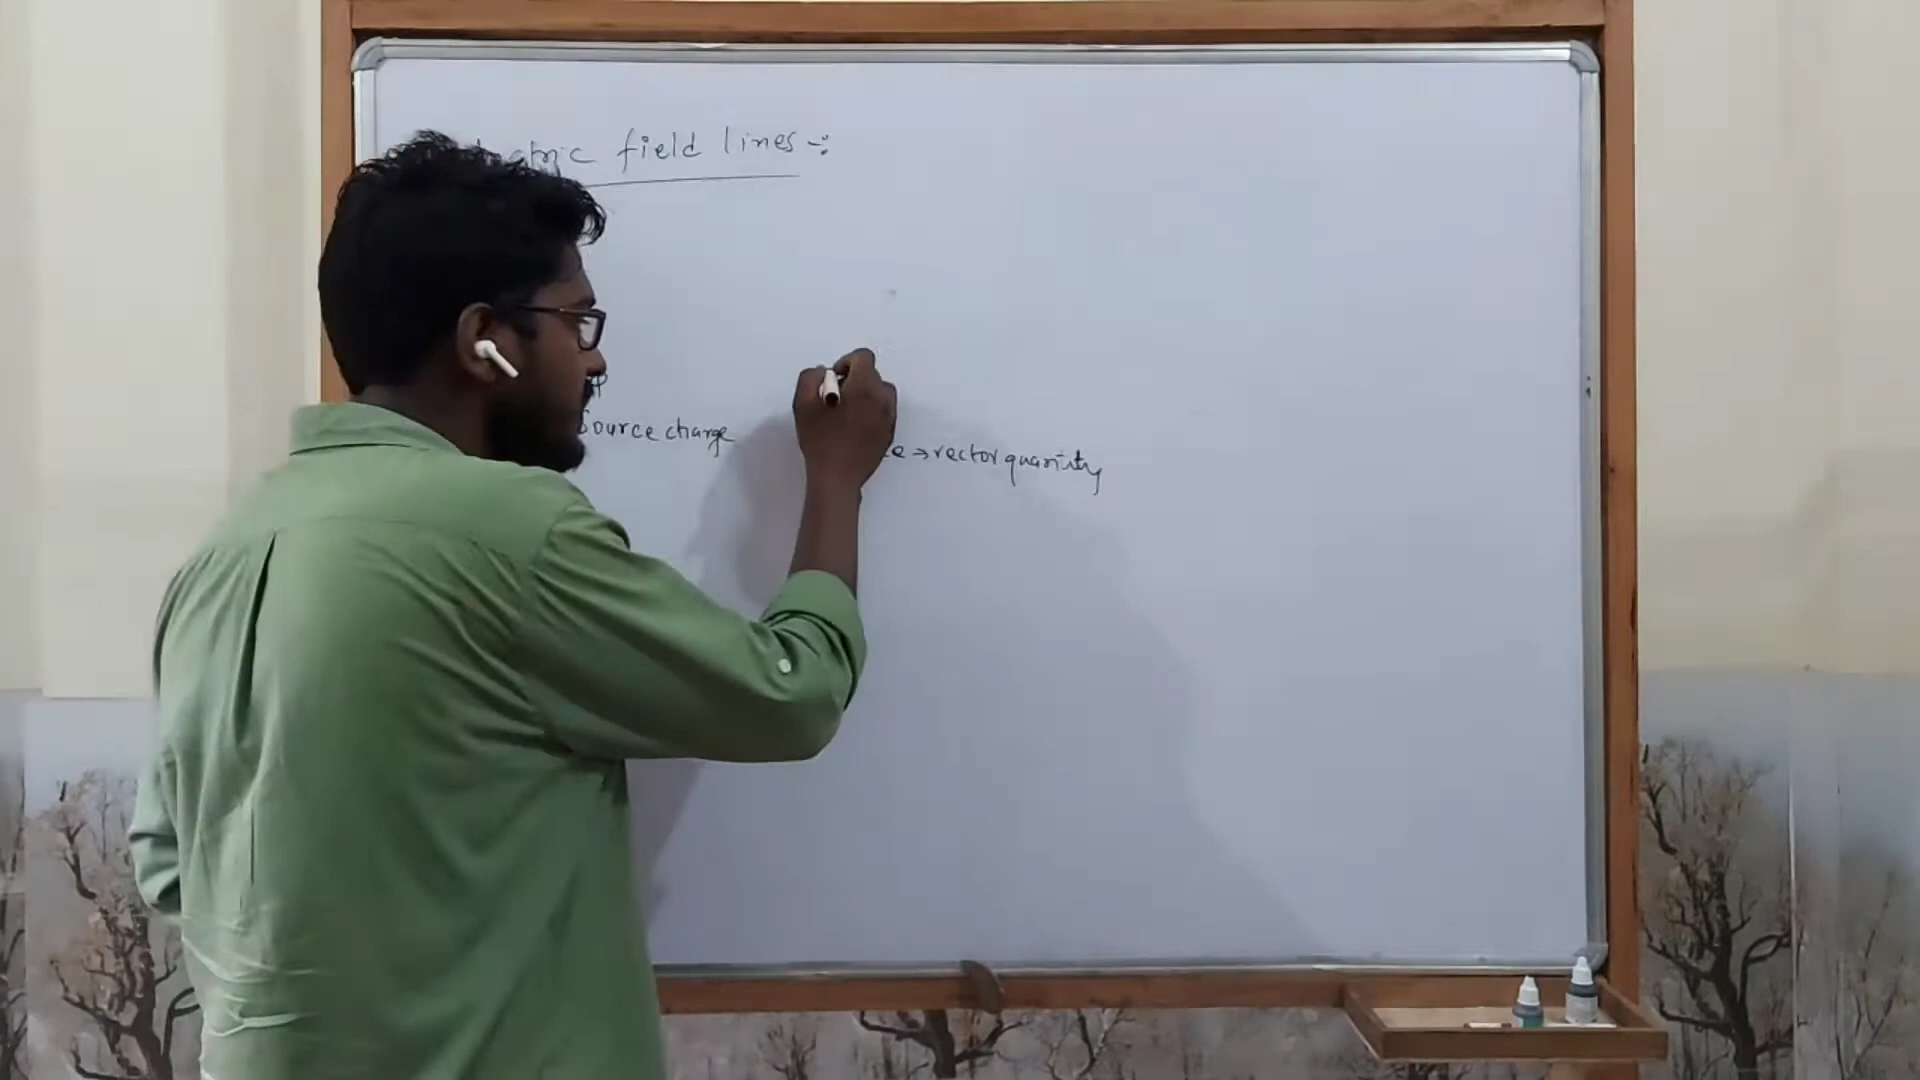 field lines :-
Source charge
→ vector quantity